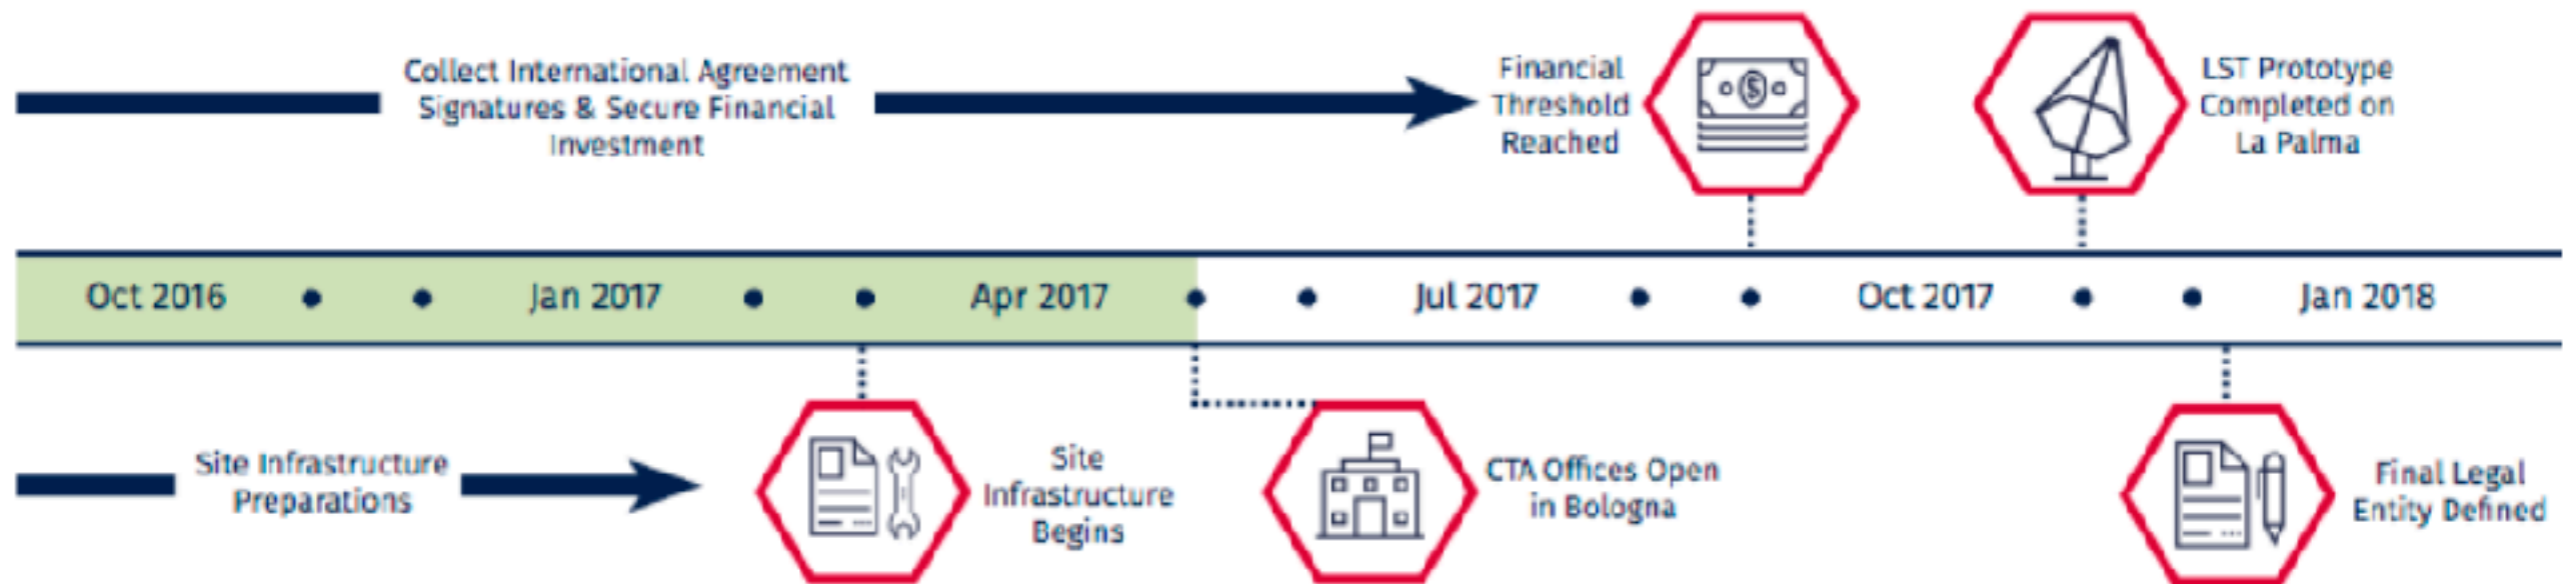 Collect International Agreement
Signatures & Secure Financial
Investment
Financial
Threshold
Reached
LST Prototype
Completed on
La Palma
Oct 2016
Jan 2017
Apr 2017
Jul 2017
Oct 2017
Jan 2018
Site Infrastructure
Preparations
Site
Infrastructure
Begins
CTA Offices Open
in Bologna
Final Legal
Entity Defined